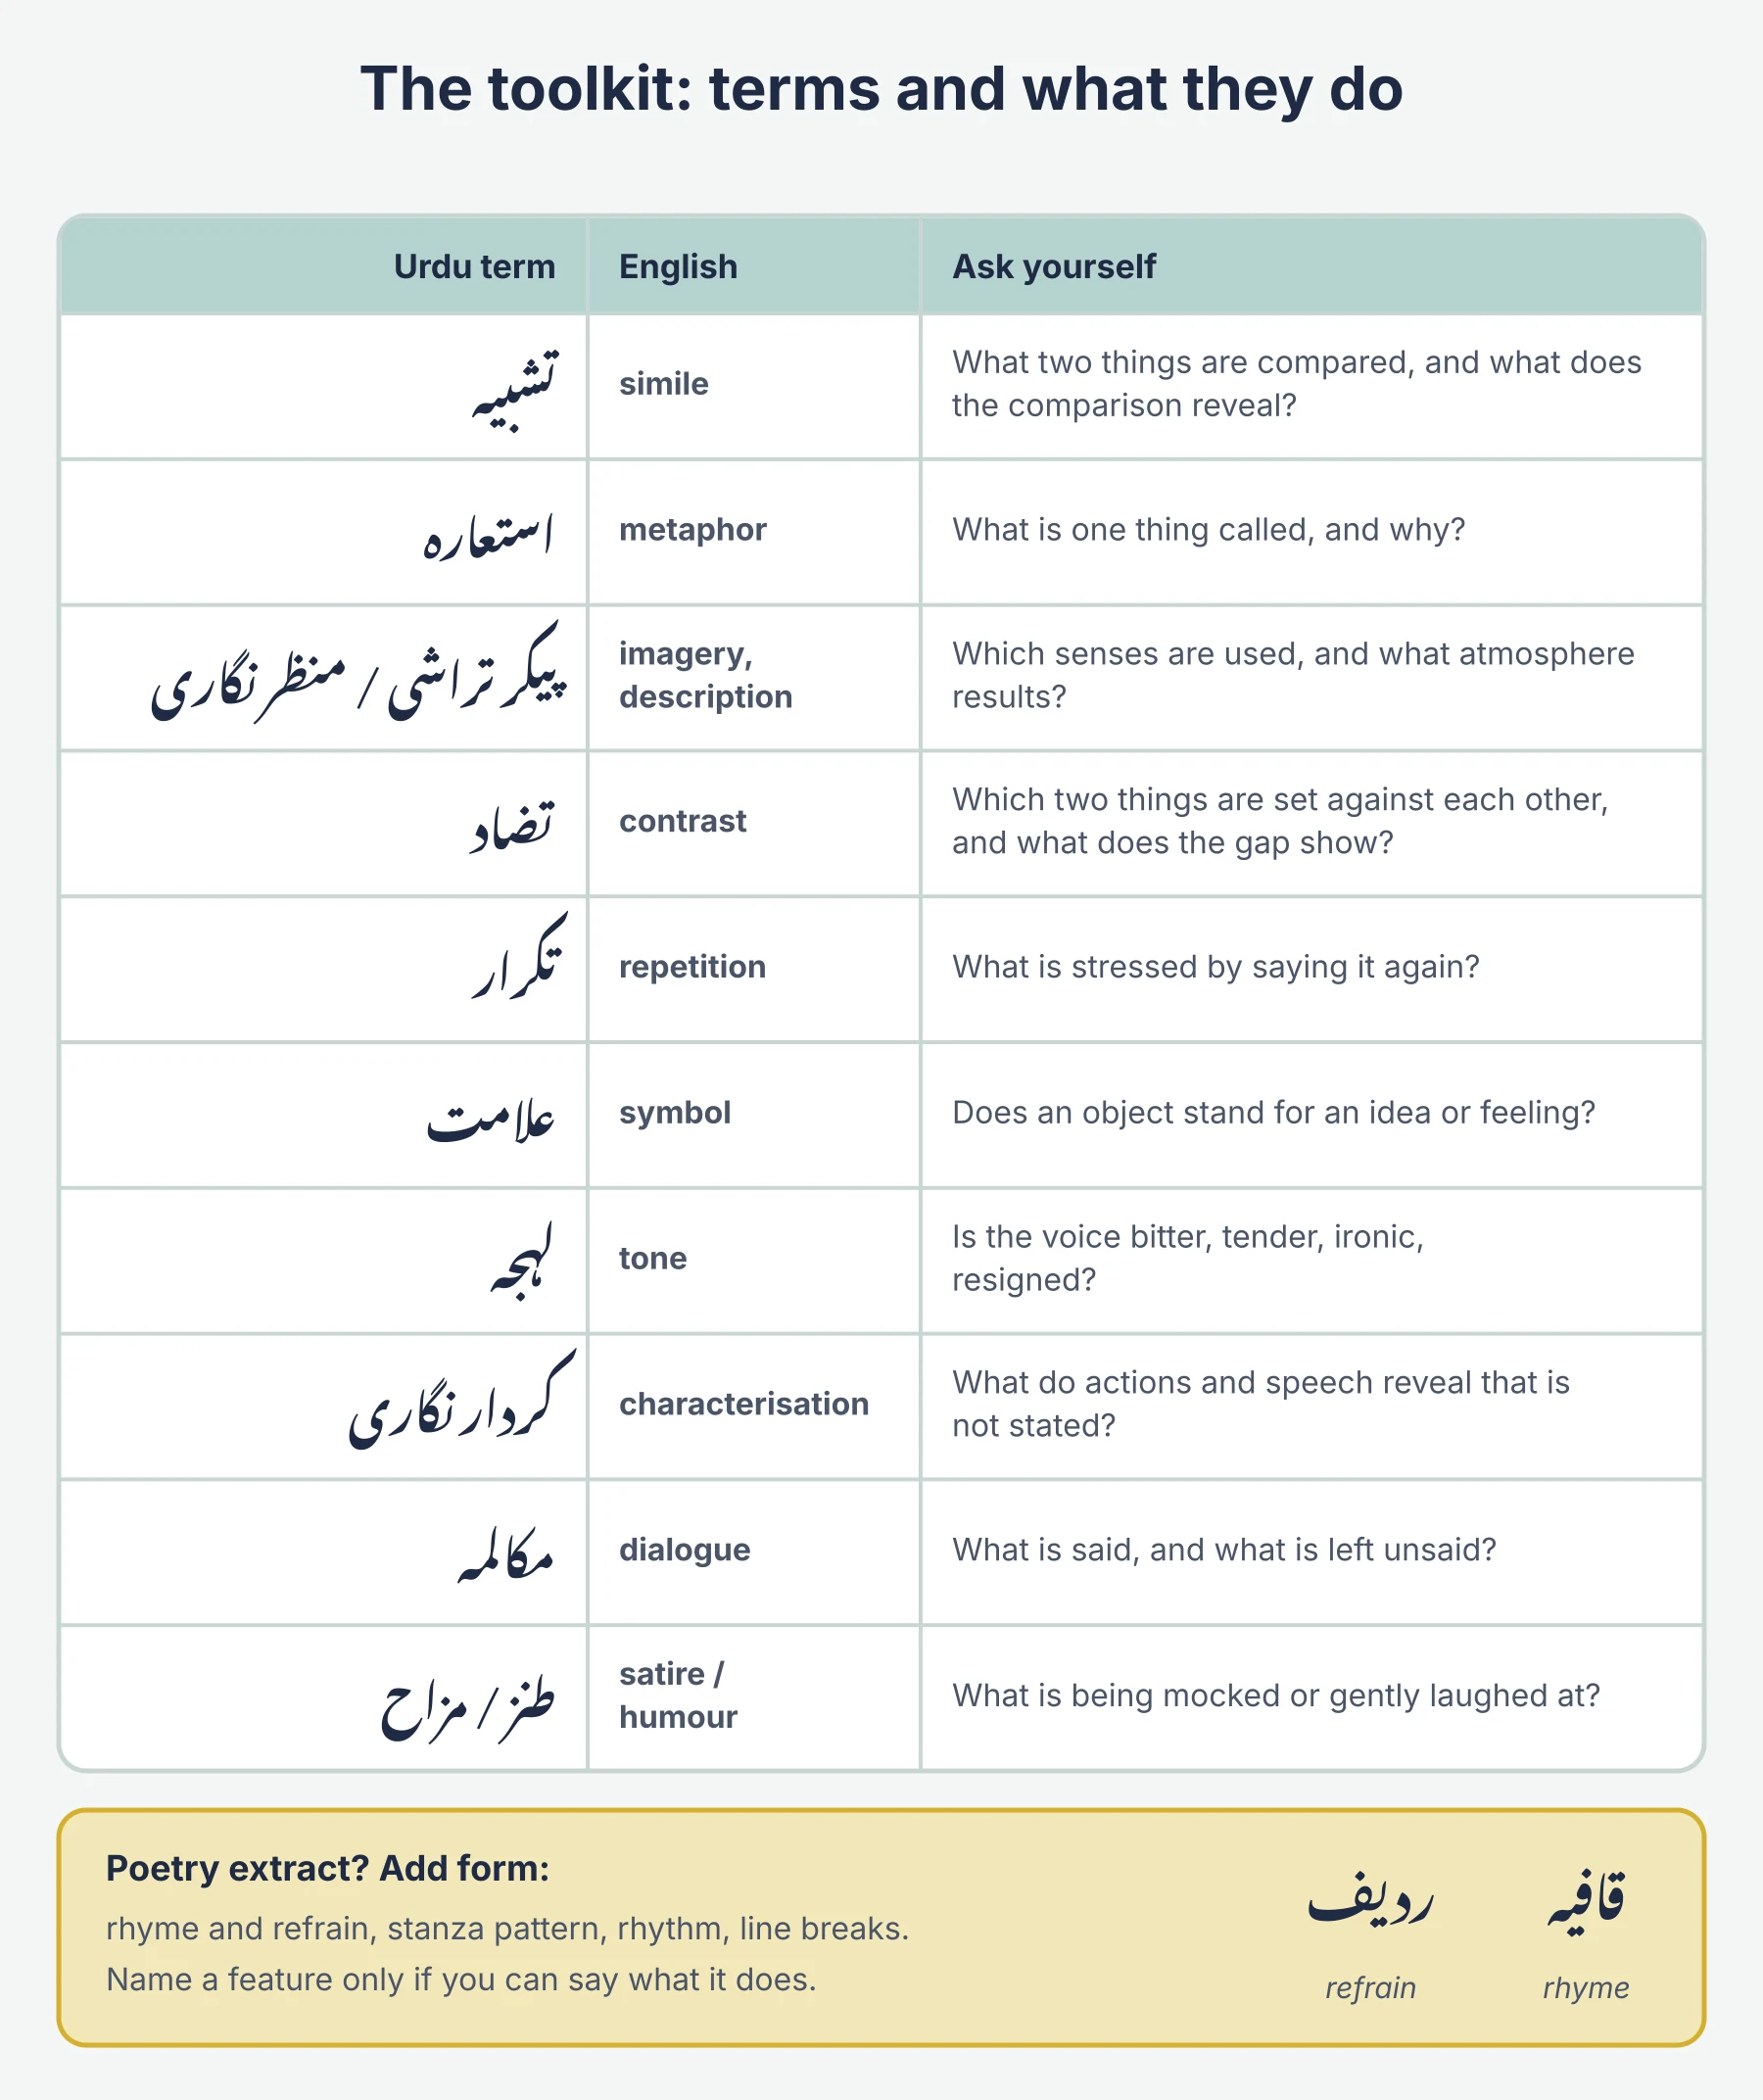 The toolkit: terms and what they do
Urdu term
English
Ask yourself
تشبیہ
simile
What two things are compared, and what does
the comparison reveal?
استعارہ
metaphor
What is one thing called, and why?
پیکر تراشی / منظر نگاری
imagery,
description
Which senses are used, and what atmosphere
results?
تضاد
contrast
Which two things are set against each other,
and what does the gap show?
تکرار
repetition
What is stressed by saying it again?
علامت
symbol
Does an object stand for an idea or feeling?
لہجہ
tone
Is the voice bitter, tender, ironic,
resigned?
کردار نگاری
characterisation
What do actions and speech reveal that is
not stated?
مکالمہ
dialogue
What is said, and what is left unsaid?
طنز / مزاح
satire /
humour
What is being mocked or gently laughed at?
Poetry extract? Add form:
rhyme and refrain, stanza pattern, rhythm, line breaks.
Name a feature only if you can say what it does.
ردیف
refrain
قافیہ
rhyme